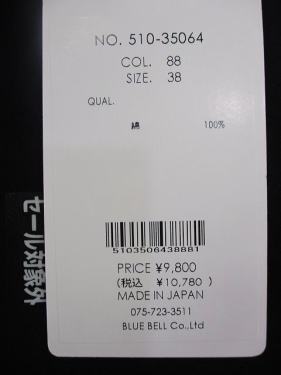 NO. 510-35064
COL. 88
SIZE. 38
QUAL.
綿 100%
5103506438881
PRICE ¥9,800
(税込 ¥10,780 )
MADE IN JAPAN
075-723-3511
BLUE BELL Co.,Ltd
セール対象外